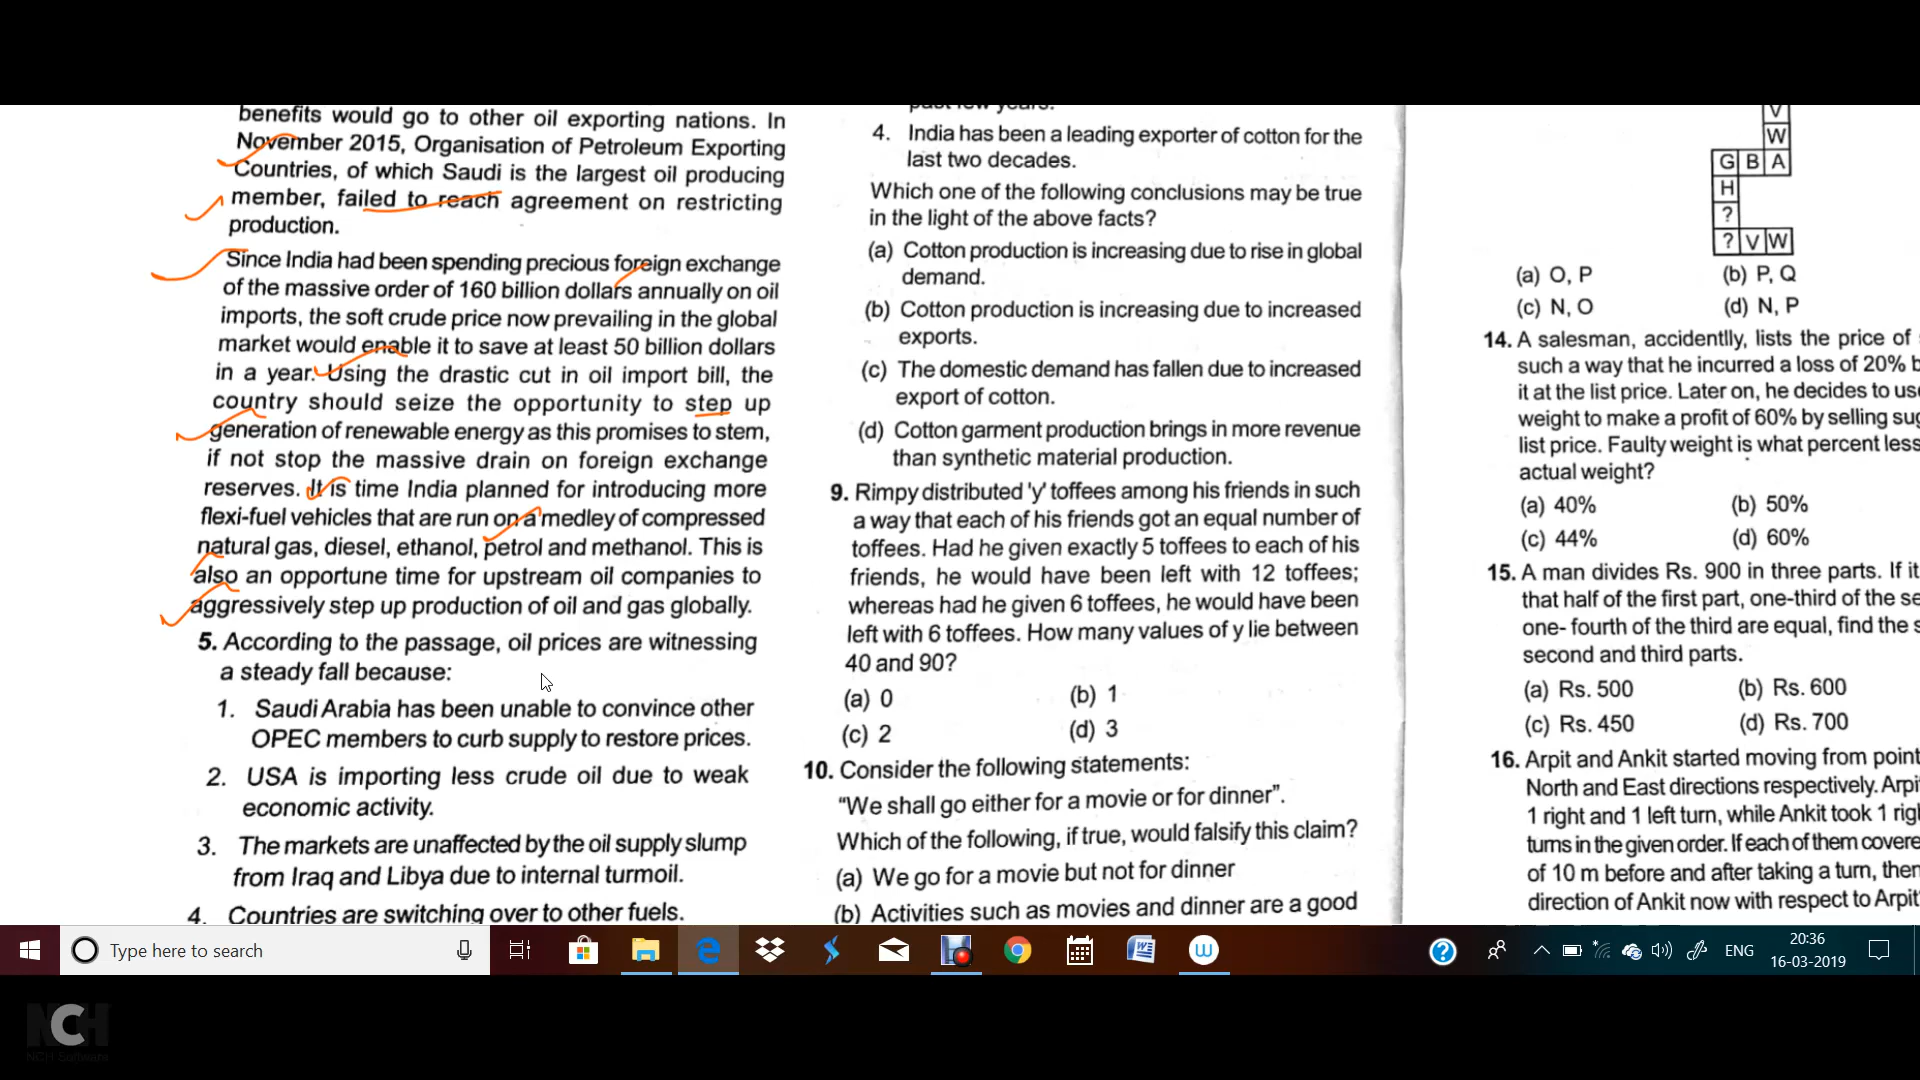 benefits would go to other oil exporting nations. In
November 2015, Organisation of Petroleum Exporting
Countries, of which Saudi is the largest oil producing
member, failed to reach agreement on restricting
production.
Since India had been spending precious foreign exchange
of the massive order of 160 billion dollars annually on oil
imports, the soft crude price now prevailing in the global
market would enable it to save at least 50 billion dollars
in a year. Using the drastic cut in oil import bill, the
country should seize the opportunity to step up
generation of renewable energy as this promises to stem,
if not stop the massive drain on foreign exchange
reserves. It is time India planned for introducing more
flexi-fuel vehicles that are run on a medley of compressed
natural gas, diesel, ethanol, petrol and methanol. This is
also an opportune time for upstream oil companies to
aggressively step up production of oil and gas globally.
5. According to the passage, oil prices are witnessing
a steady fall because:
1. Saudi Arabia has been unable to convince other
OPEC members to curb supply to restore prices.
2. USA is importing less crude oil due to weak
economic activity.
3. The markets are unaffected by the oil supply slump
from Iraq and Libya due to internal turmoil.
4. Countries are switching over to other fuels.
past few years.
4. India has been a leading exporter of cotton for the
last two decades.
Which one of the following conclusions may be true
in the light of the above facts?
(a) Cotton production is increasing due to rise in global
demand.
(b) Cotton production is increasing due to increased
exports.
(c) The domestic demand has fallen due to increased
export of cotton.
(d) Cotton garment production brings in more revenue
than synthetic material production.
9. Rimpy distributed 'y' toffees among his friends in such
a way that each of his friends got an equal number of
toffees. Had he given exactly 5 toffees to each of his
friends, he would have been left with 12 toffees;
whereas had he given 6 toffees, he would have been
left with 6 toffees. How many values of y lie between
40 and 90?
(a) 0 (b) 1
(c) 2 (d) 3
10. Consider the following statements:
“We shall go either for a movie or for dinner”.
Which of the following, if true, would falsify this claim?
(a) We go for a movie but not for dinner
(b) Activities such as movies and dinner are a good
V
W
G B A
H
?
? V W
(a) O, P (b) P, Q
(c) N, O (d) N, P
14. A salesman, accidentlly, lists the price of
such a way that he incurred a loss of 20% b
it at the list price. Later on, he decides to us
weight to make a profit of 60% by selling sug
list price. Faulty weight is what percent less
actual weight?
(a) 40% (b) 50%
(c) 44% (d) 60%
15. A man divides Rs. 900 in three parts. If it
that half of the first part, one-third of the se
one- fourth of the third are equal, find the s
second and third parts.
(a) Rs. 500 (b) Rs. 600
(c) Rs. 450 (d) Rs. 700
16. Arpit and Ankit started moving from point
North and East directions respectively. Arpi
1 right and 1 left turn, while Ankit took 1 rig
turns in the given order. If each of them covere
of 10 m before and after taking a turn, then
direction of Ankit now with respect to Arpit
Type here to search
ENG
20:36
16-03-2019
NCH
NCH Software